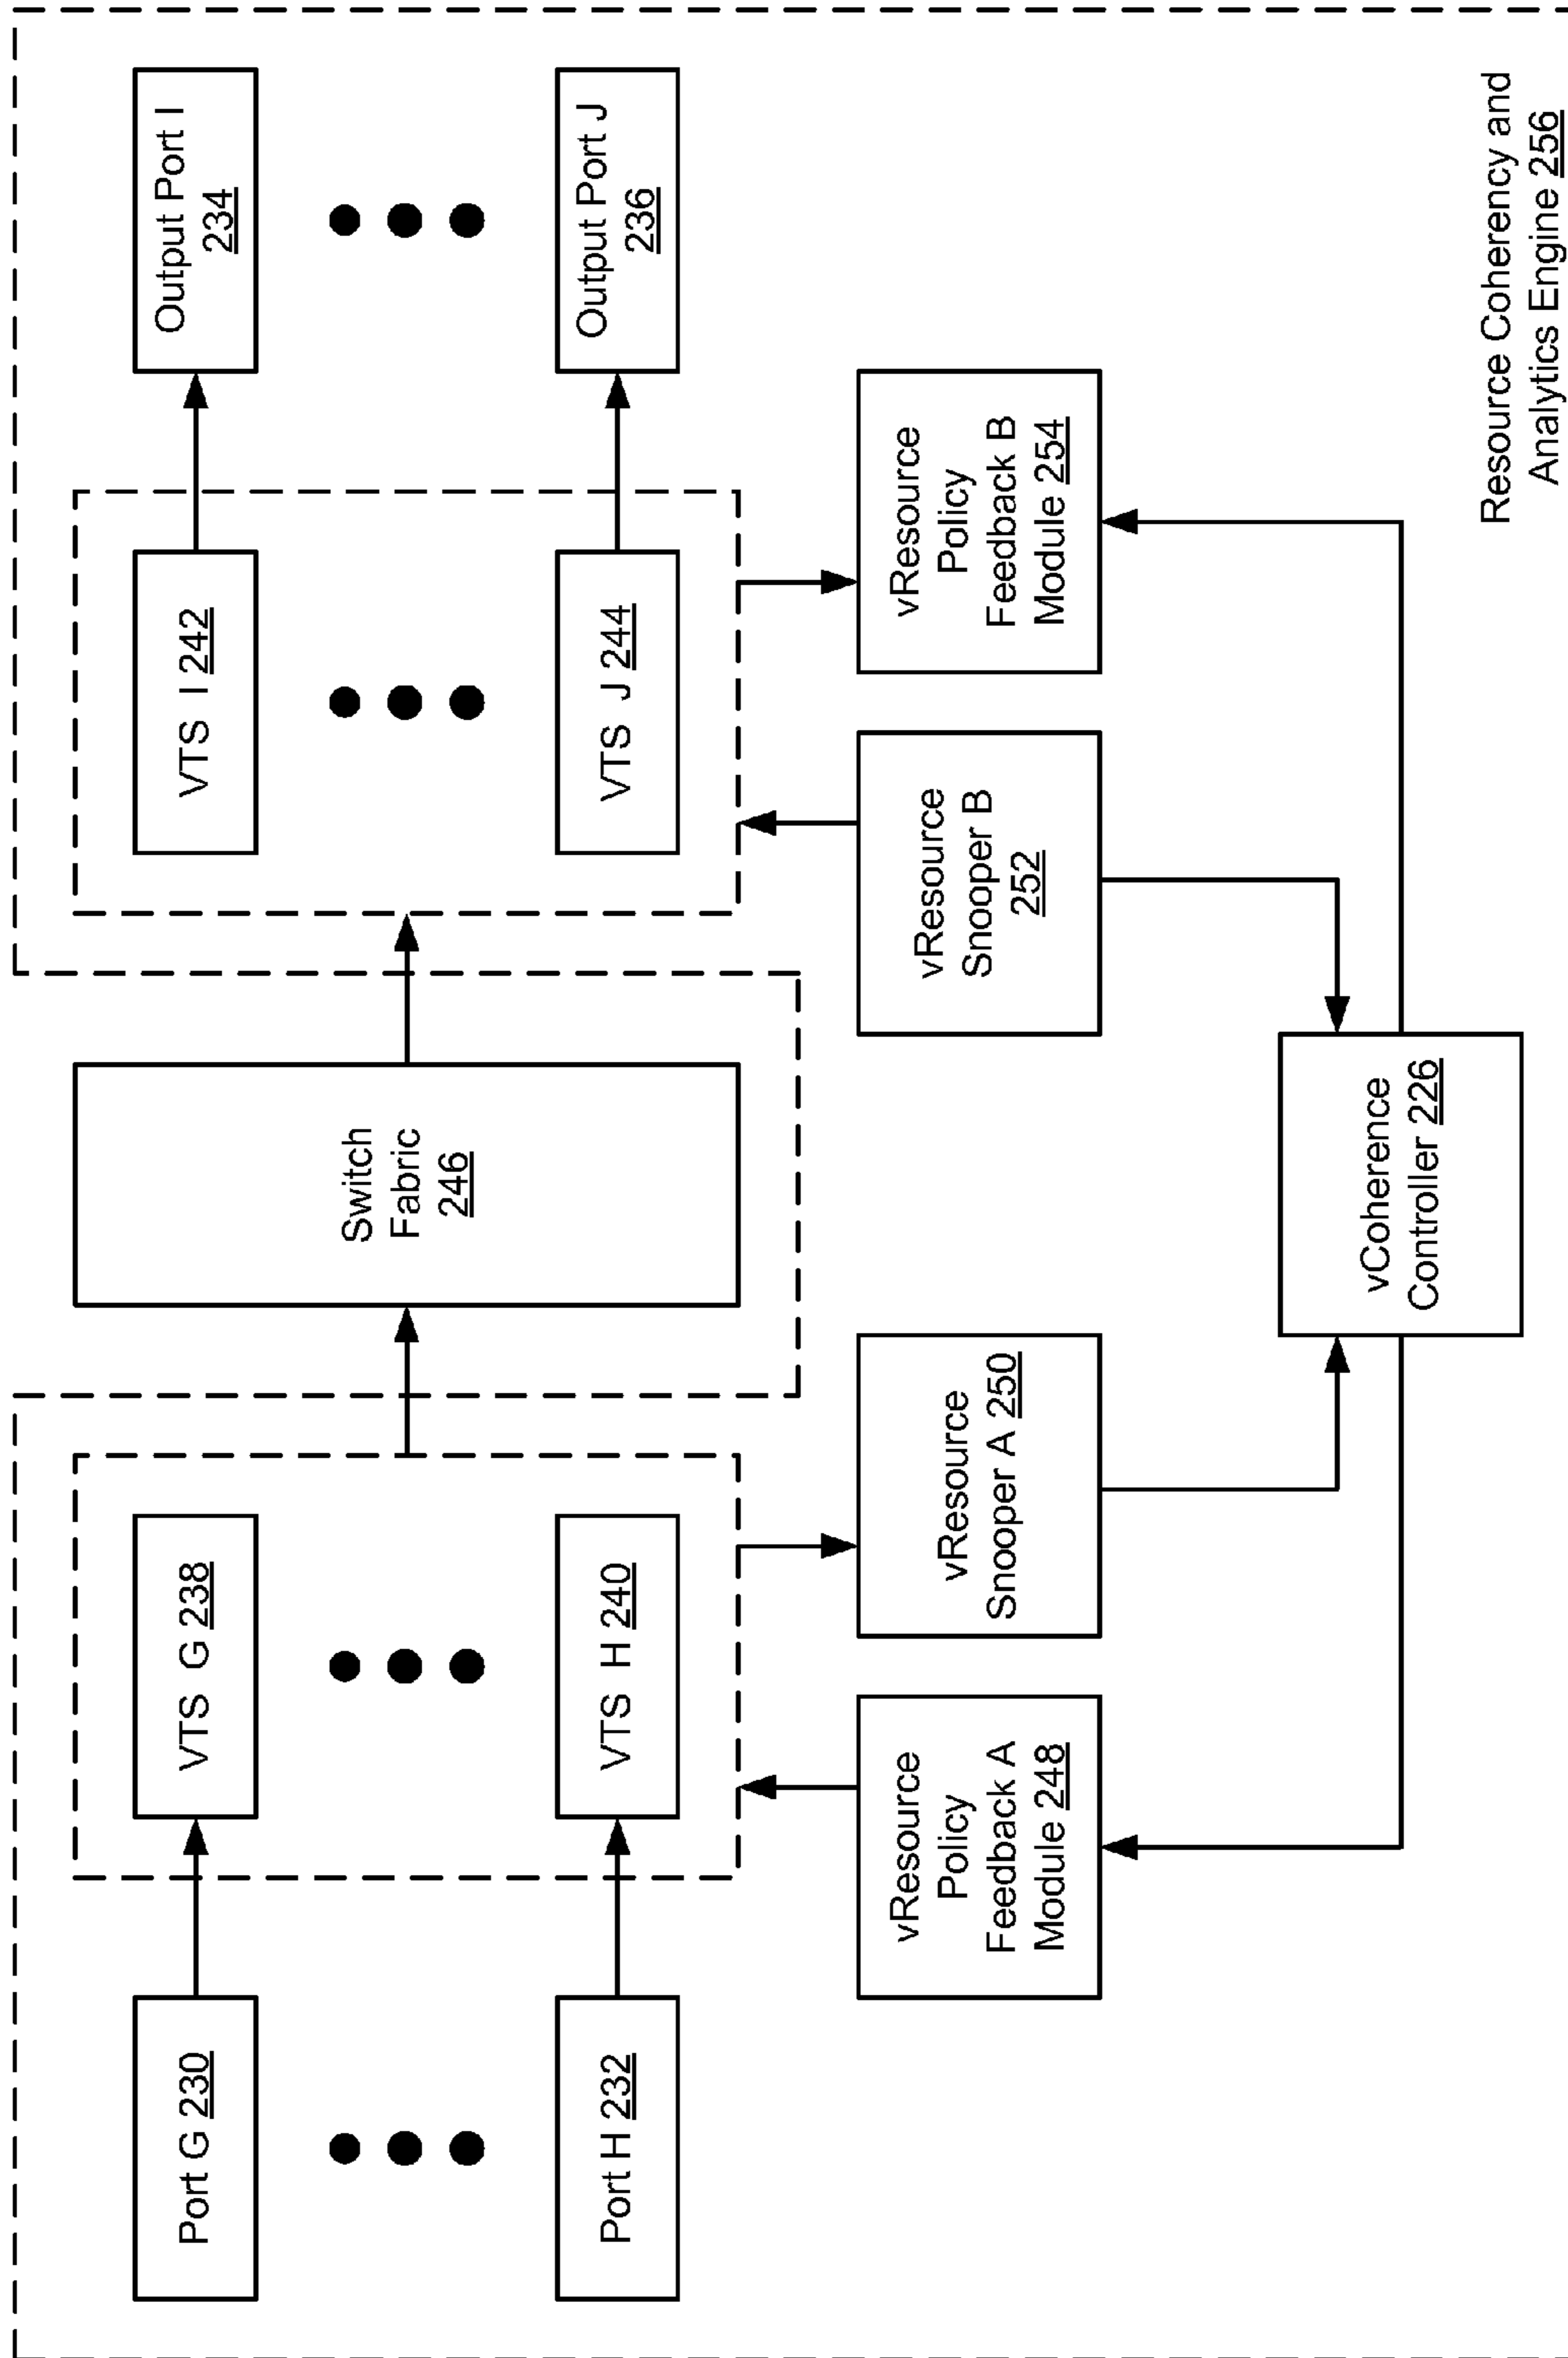 Port G 230
VTS G 238
Switch
Fabric
246
VTS I 242
Output Port I
234
Port H 232
VTS H 240
VTS J 244
Output Port J
236
vResource
Policy
Feedback A
Module 248
vResource
Snooper A 250
vResource
Snooper B
252
vResource
Policy
Feedback B
Module 254
vCoherence
Controller 226
Resource Coherency and
Analytics Engine 256